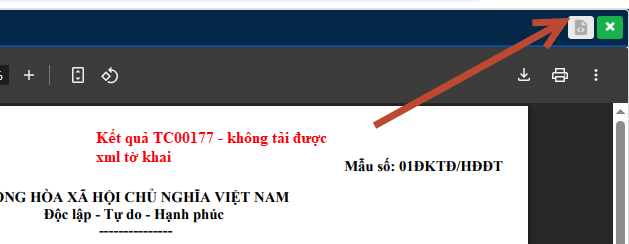 Kết quả TC00177 - không tải được
xml tờ khai
Mẫu số: 01ĐKTĐ/HĐĐT
HÒA XÃ HỘI CHỦ NGHĨA VIỆT NAM
Độc lập - Tự do - Hạnh phúc
---------------